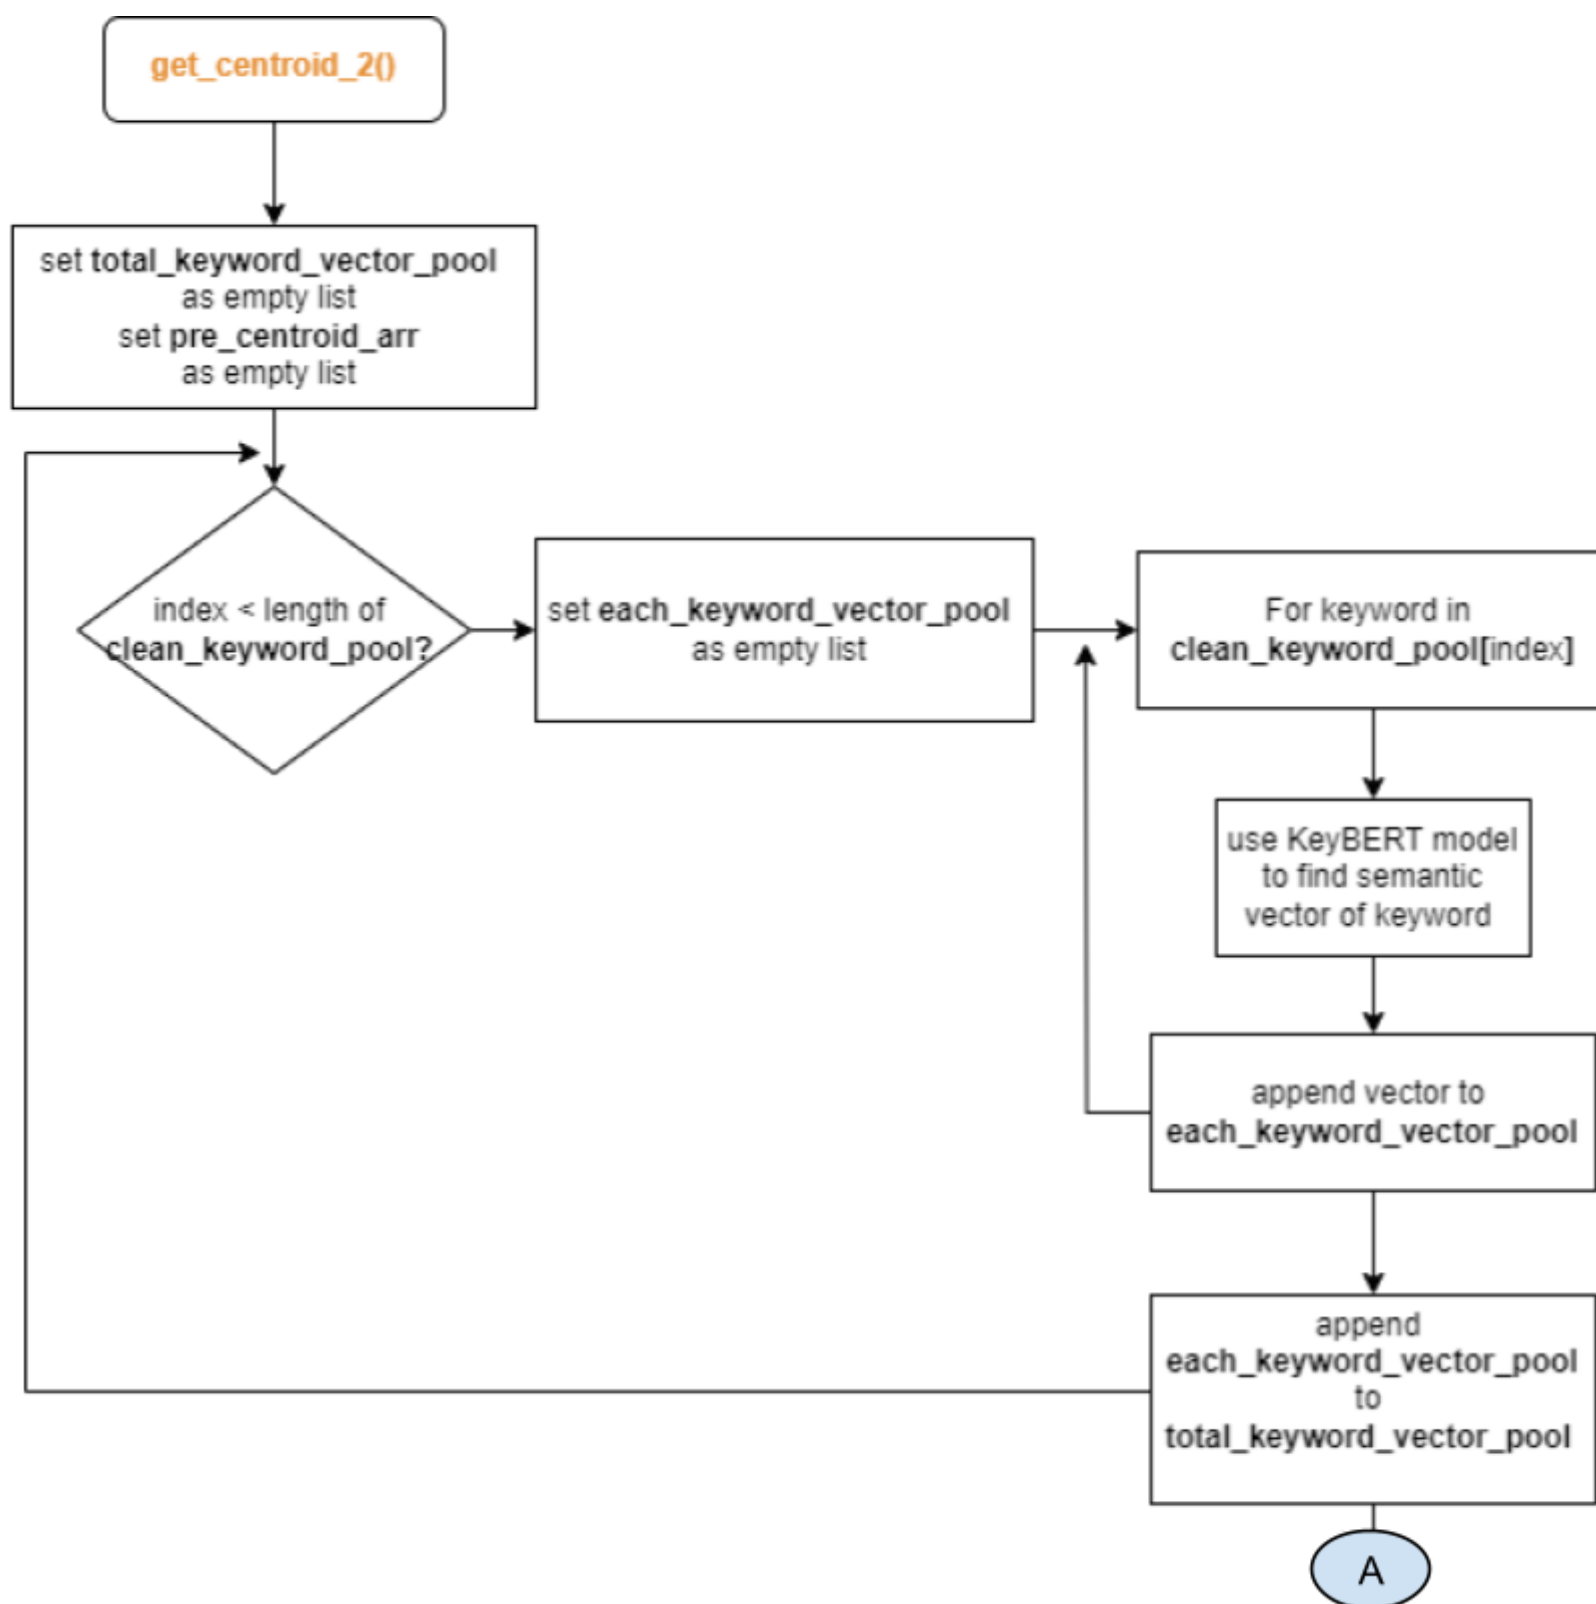 get_centroid_2()
set total_keyword_vector_pool
as empty list
set pre_centroid_arr
as empty list
index < length of
clean_keyword_pool?
set each_keyword_vector_pool
as empty list
For keyword in
clean_keyword_pool[index]
use KeyBERT model
to find semantic
vector of keyword
append vector to
each_keyword_vector_pool
append
each_keyword_vector_pool
to
total_keyword_vector_pool
A